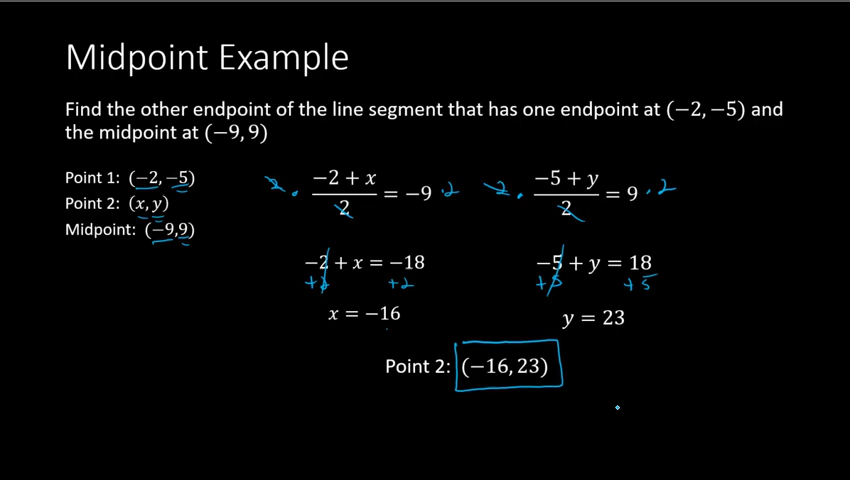 Midpoint Example
Find the other endpoint of the line segment that has one endpoint at (−2, −5) and
the midpoint at (−9, 9)
Point 1: (−2, −5)
Point 2: (x, y)
Midpoint: (−9,9)
2 · (−2 + x)/2 = −9 · 2
2 · (−5 + y)/2 = 9 · 2
−2 + x = −18
+2 +2
x = −16
−5 + y = 18
+5 +5
y = 23
Point 2: (−16, 23)